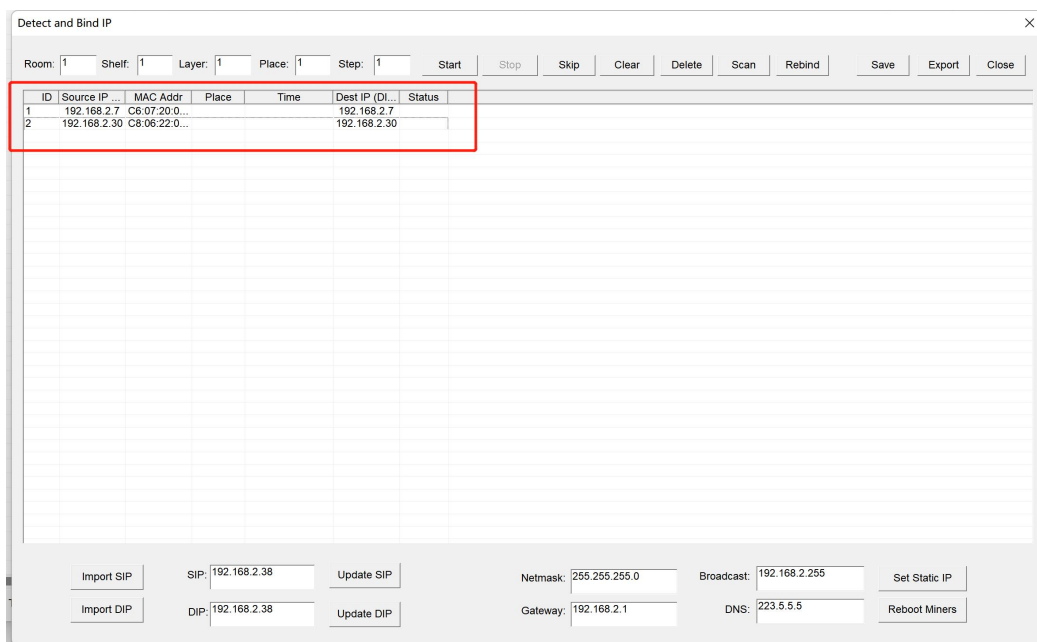 Detect and Bind IP
Room: 1 Shelf: 1 Layer: 1 Place: 1 Step: 1 Start Stop Skip Clear Delete Scan Rebind Save Export Close
ID Source IP ... MAC Addr Place Time Dest IP (DI... Status
1 192.168.2.7 C6:07:20:0... 192.168.2.7
2 192.168.2.30 C8:06:22:0... 192.168.2.30
Import SIP SIP: 192.168.2.38 Update SIP Netmask: 255.255.255.0 Broadcast: 192.168.2.255 Set Static IP
Import DIP DIP: 192.168.2.38 Update DIP Gateway: 192.168.2.1 DNS: 223.5.5.5 Reboot Miners